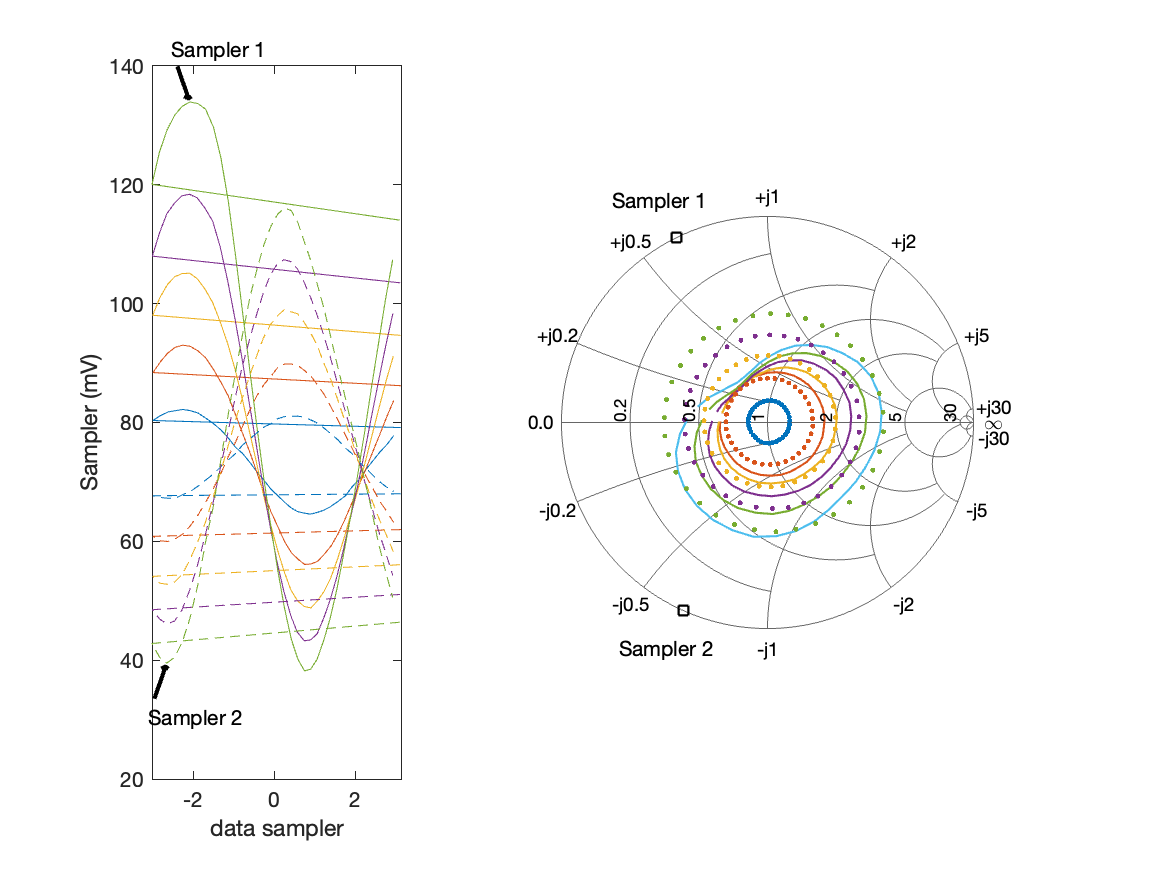 Sampler 1
140
120
100
80
60
40
20
Sampler (mV)
Sampler 2
-2
0
2
data sampler
Sampler 1
+j1
+j0.5
+j2
+j0.2
+j5
0.0
0.2
0.5
1
2
5
30
+j30
∞
-j30
-j0.2
-j5
-j0.5
-j2
Sampler 2
-j1